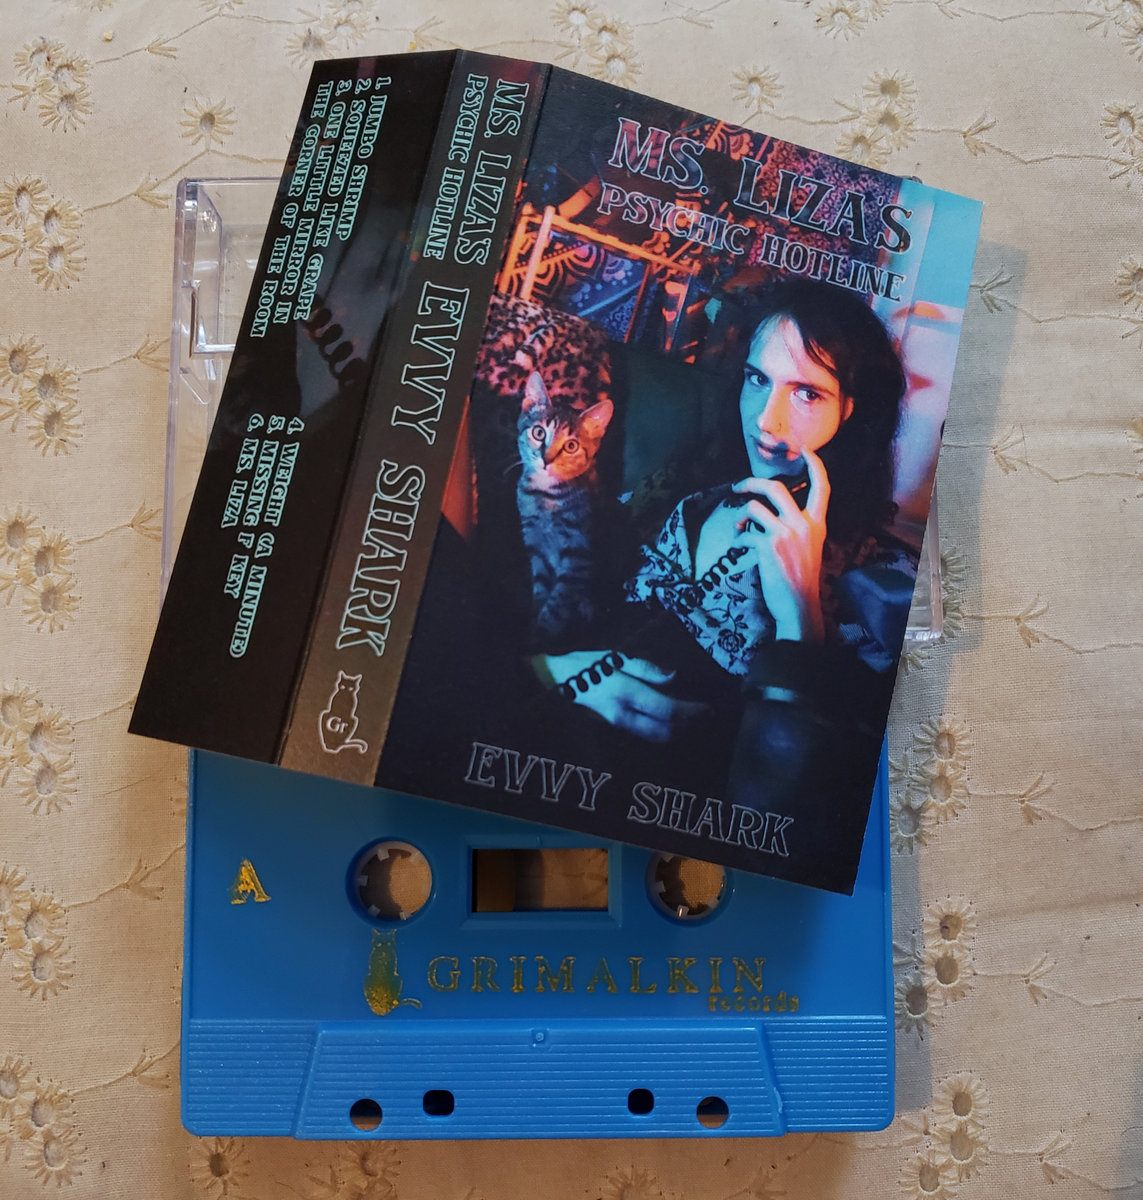 1. JUMBO SHRIMP
2. SQUEEZED LIKE GRAPE
3. ONE LITTLE MIRROR IN
THE CORNER OF THE ROOM
4. WEIGHT (A MINUTE)
5. MISSING F KEY
6. MS. LIZA
MS. LIZA'S
PSYCHIC HOTLINE
EVVY SHARK
Gr
MS. LIZA'S
PSYCHIC HOTLINE
EVVY SHARK
A
GRIMALKIN
records